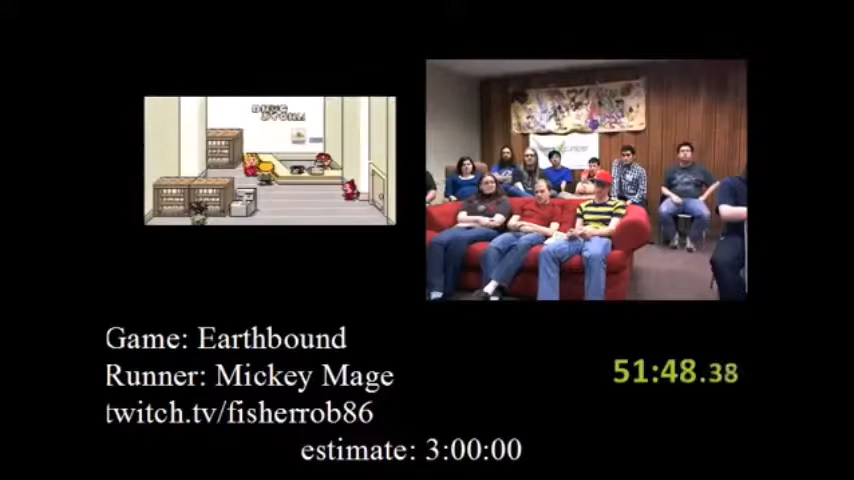 Game: Earthbound
Runner: Mickey Mage
twitch.tv/fisherrob86
estimate: 3:00:00
51:48.38